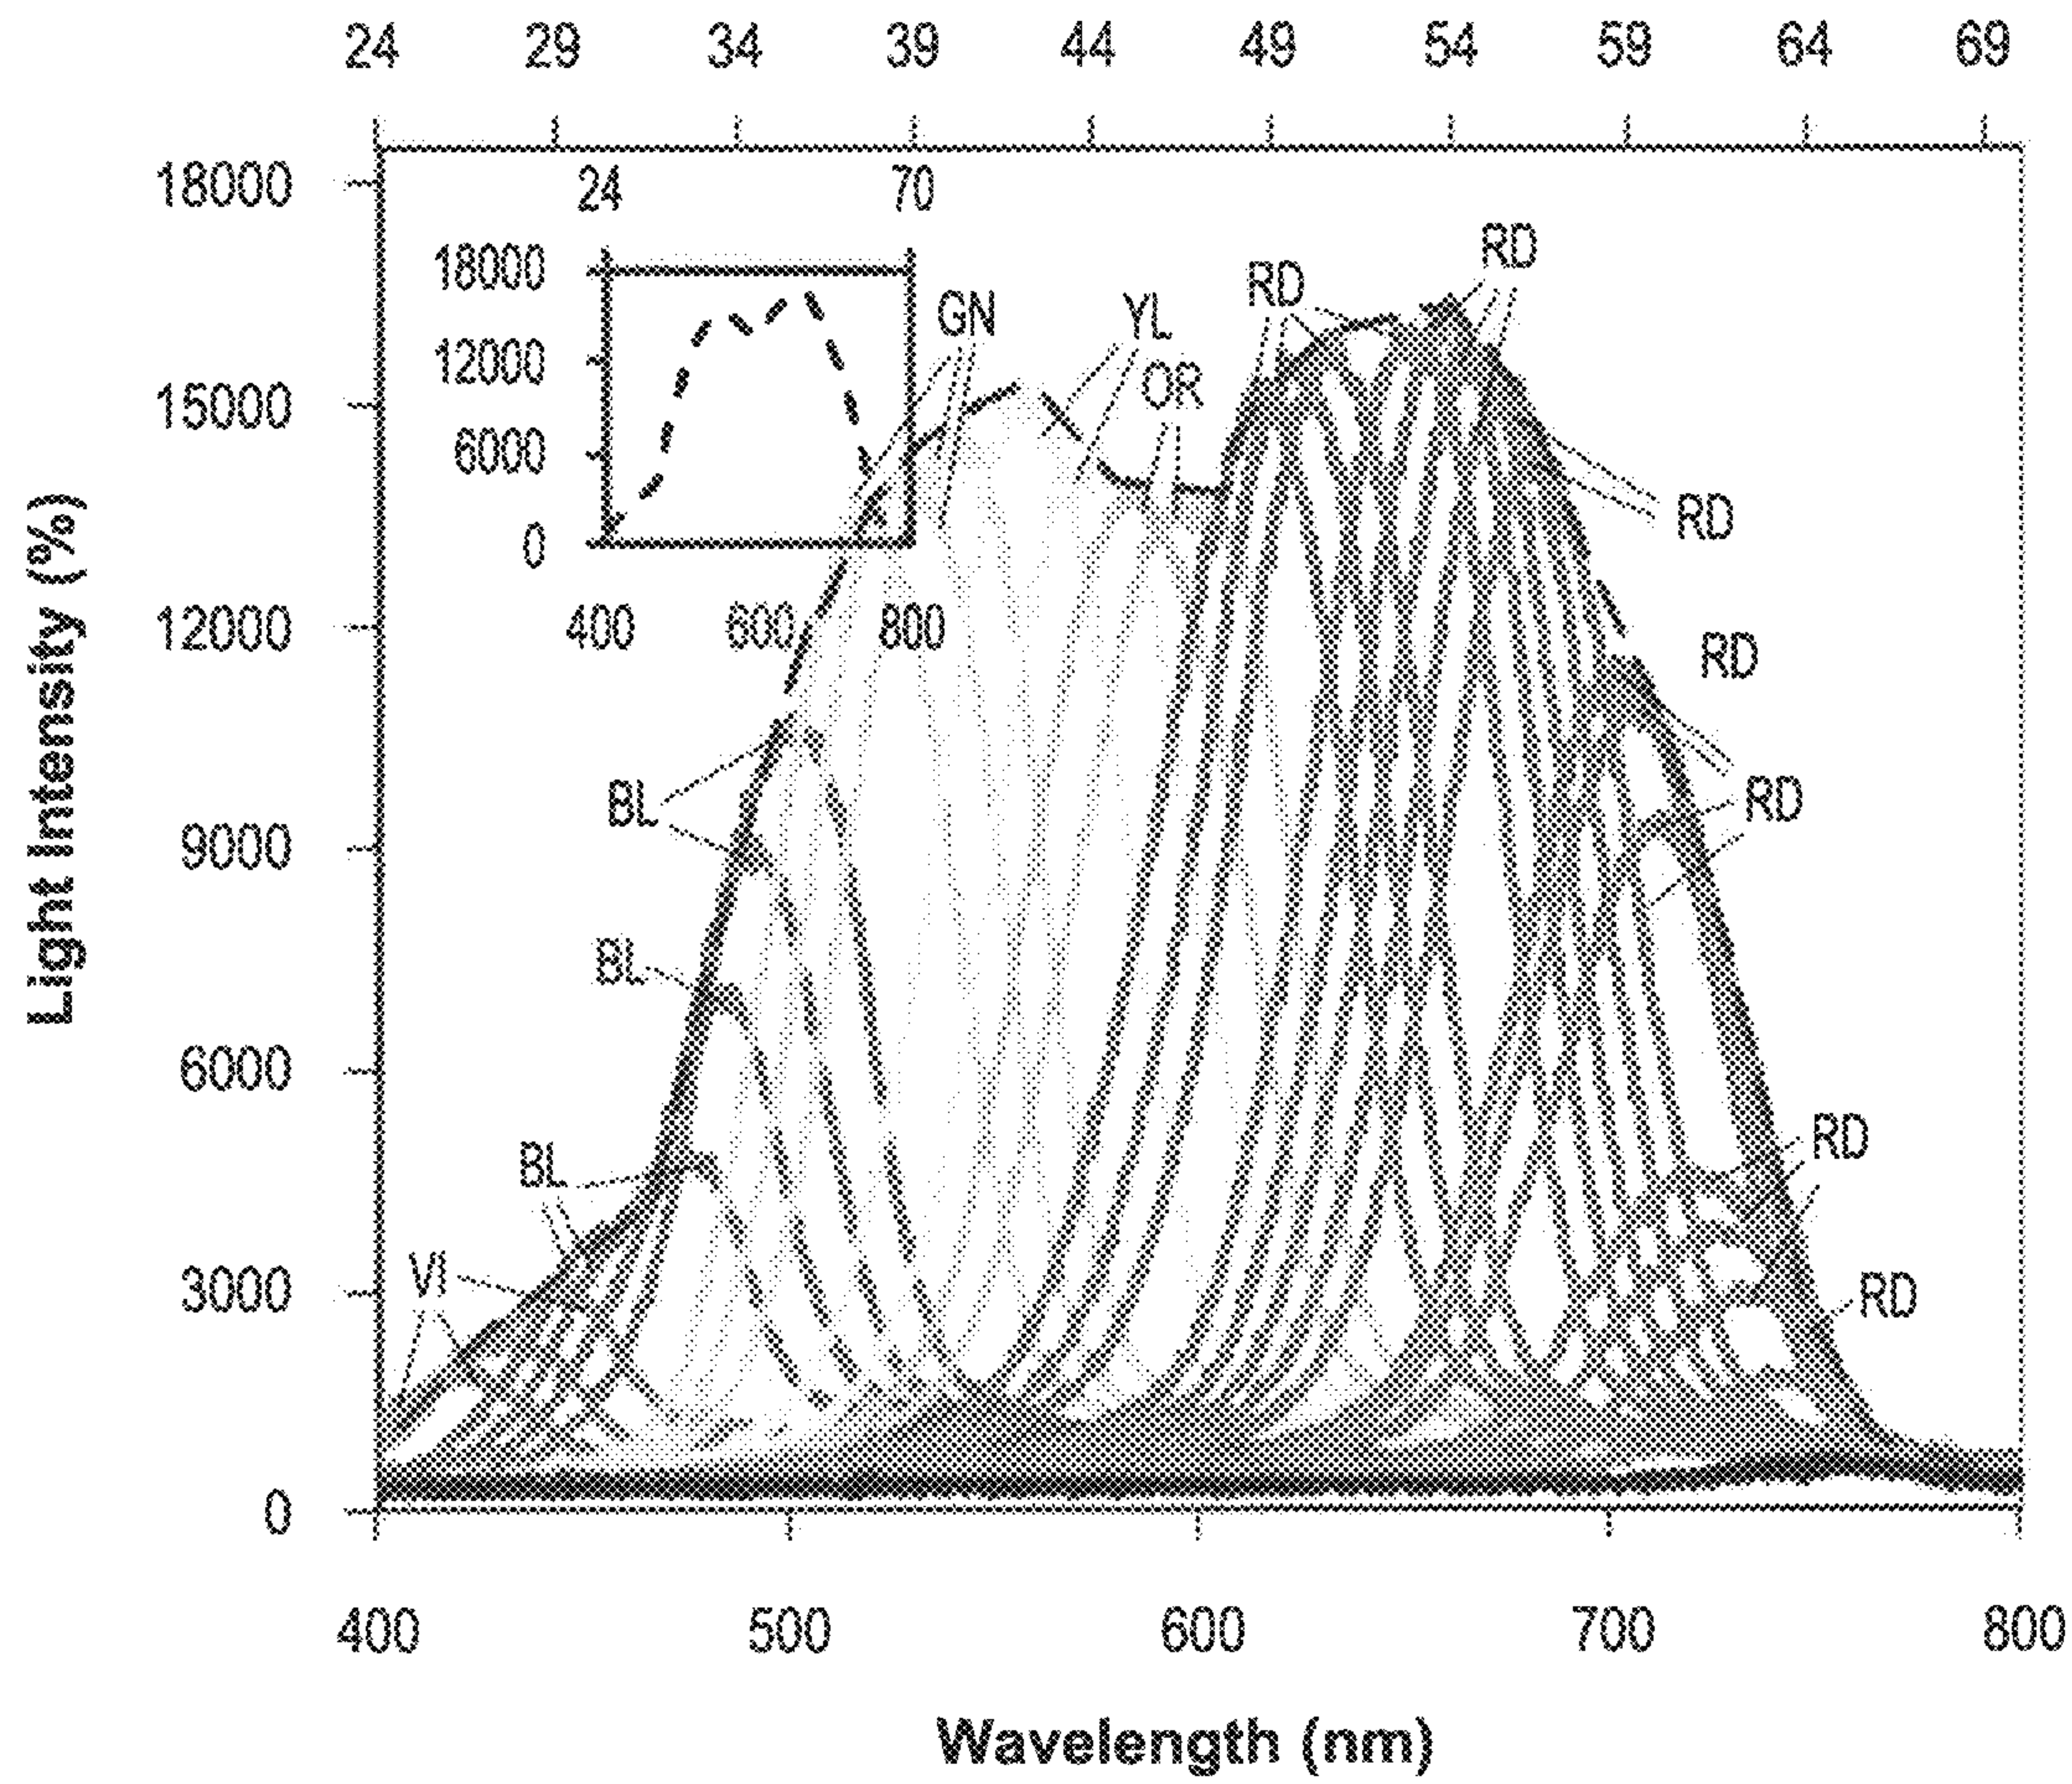 24 29 34 39 44 49 54 59 64 69
18000
15000
12000
9000
6000
3000
0
Light Intensity (%)
24 70
18000
12000
6000
0
400 600 800
GN
YL
OR
RD
RD
RD
RD
RD
RD
RD
BL
BL
BL
VI
400 500 600 700 800
Wavelength (nm)